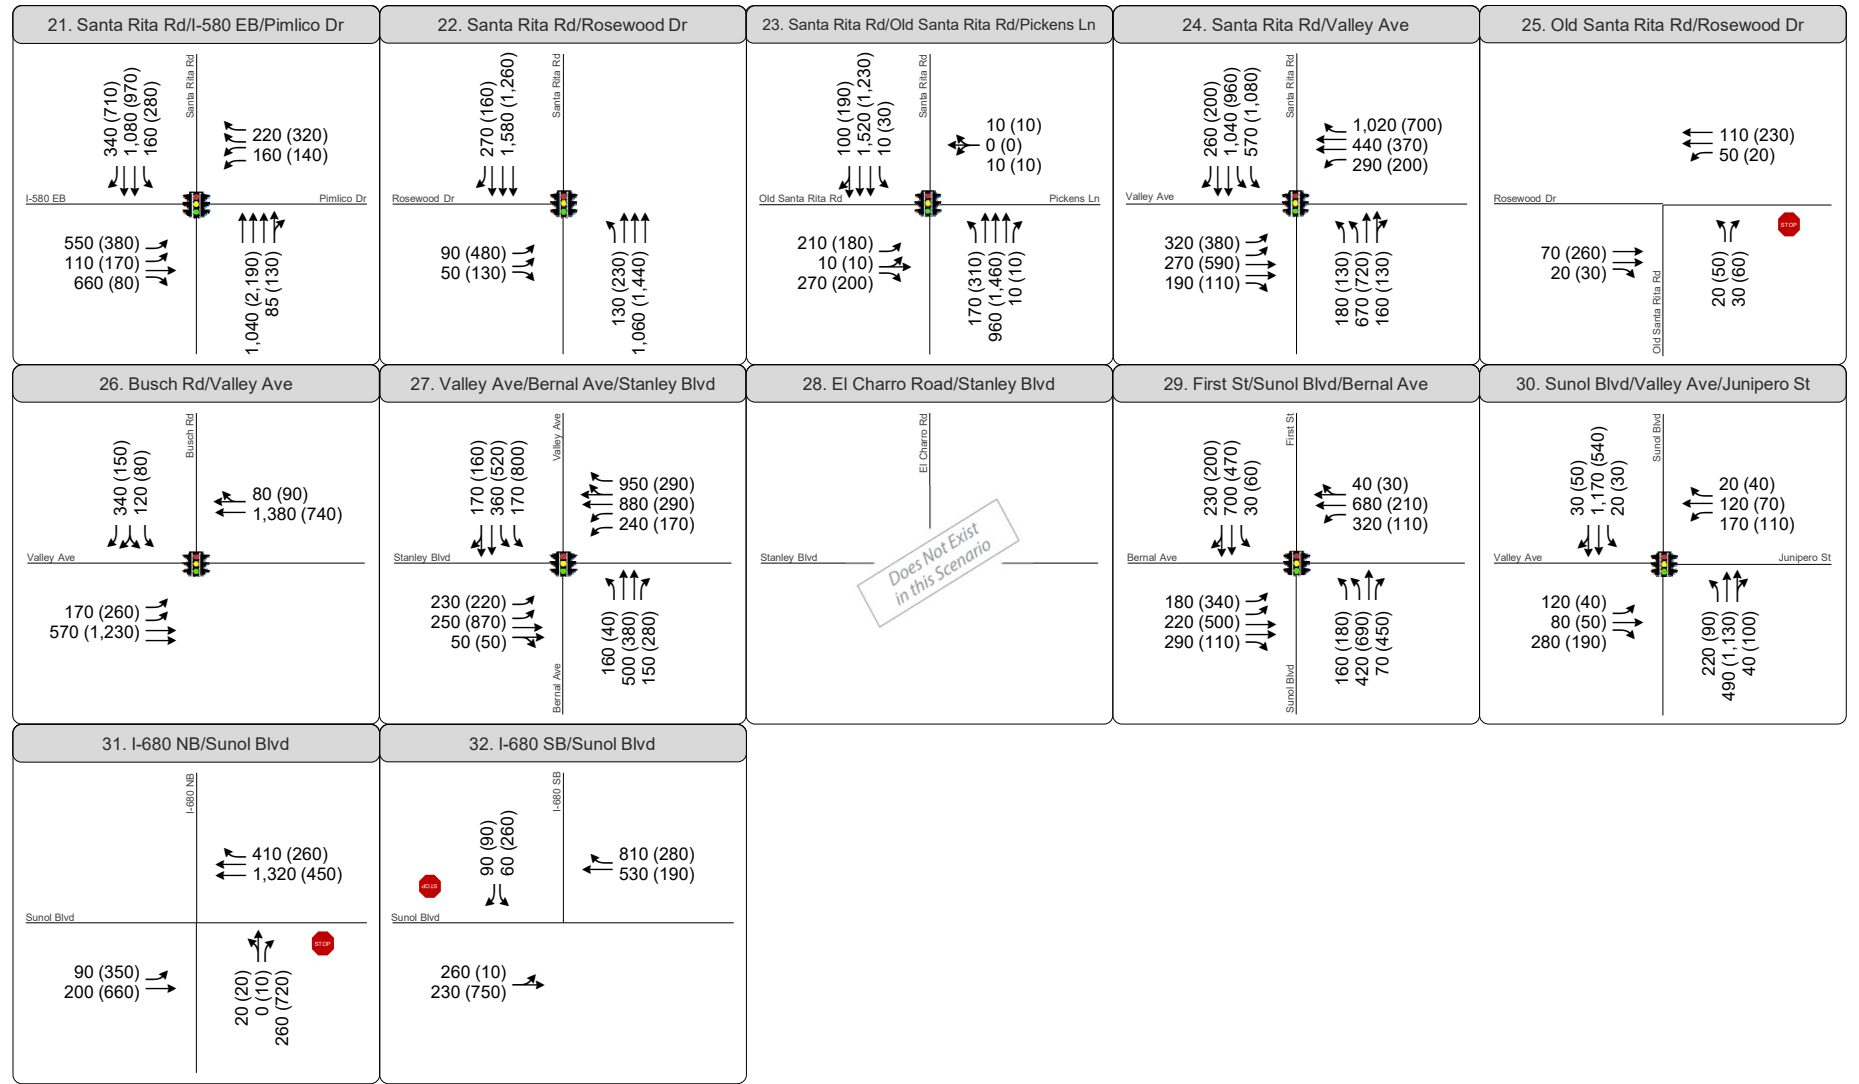 21. Santa Rita Rd/I-580 EB/Pimlico Dr
340 (710)
1,080 (970)
160 (280)
Santa Rita Rd
220 (320)
160 (140)
I-580 EB
Pimlico Dr
550 (380)
110 (170)
660 (80)
1,040 (2,190)
85 (130)
22. Santa Rita Rd/Rosewood Dr
270 (160)
1,580 (1,260)
Santa Rita Rd
Rosewood Dr
90 (480)
50 (130)
130 (230)
1,060 (1,440)
23. Santa Rita Rd/Old Santa Rita Rd/Pickens Ln
100 (190)
1,520 (1,230)
10 (30)
Santa Rita Rd
10 (10)
0 (0)
10 (10)
Old Santa Rita Rd
Pickens Ln
210 (180)
10 (10)
270 (200)
170 (310)
960 (1,460)
10 (10)
24. Santa Rita Rd/Valley Ave
260 (200)
1,040 (960)
570 (1,080)
Santa Rita Rd
1,020 (700)
440 (370)
290 (200)
Valley Ave
320 (380)
270 (590)
190 (110)
180 (130)
670 (720)
160 (130)
25. Old Santa Rita Rd/Rosewood Dr
110 (230)
50 (20)
Rosewood Dr
STOP
70 (260)
20 (30)
Old Santa Rita Rd
20 (50)
30 (60)
26. Busch Rd/Valley Ave
340 (150)
120 (80)
Busch Rd
80 (90)
1,380 (740)
Valley Ave
170 (260)
570 (1,230)
27. Valley Ave/Bernal Ave/Stanley Blvd
170 (160)
360 (520)
170 (800)
Valley Ave
950 (290)
880 (290)
240 (170)
Stanley Blvd
230 (220)
250 (870)
50 (50)
Bernal Ave
160 (40)
500 (380)
150 (280)
28. El Charro Road/Stanley Blvd
El Charro Rd
Stanley Blvd
Does Not Exist
in this Scenario
29. First St/Sunol Blvd/Bernal Ave
230 (200)
700 (470)
30 (60)
First St
40 (30)
680 (210)
320 (110)
Bernal Ave
180 (340)
220 (500)
290 (110)
Sunol Blvd
160 (180)
420 (690)
70 (450)
30. Sunol Blvd/Valley Ave/Junipero St
30 (50)
1,170 (540)
20 (30)
Sunol Blvd
20 (40)
120 (70)
170 (110)
Valley Ave
Junipero St
120 (40)
80 (50)
280 (190)
220 (90)
490 (1,130)
40 (100)
31. I-680 NB/Sunol Blvd
I-680 NB
410 (260)
1,320 (450)
Sunol Blvd
STOP
90 (350)
200 (660)
20 (20)
0 (10)
260 (720)
32. I-680 SB/Sunol Blvd
90 (90)
60 (260)
I-680 SB
810 (280)
530 (190)
STOP
Sunol Blvd
260 (10)
230 (750)